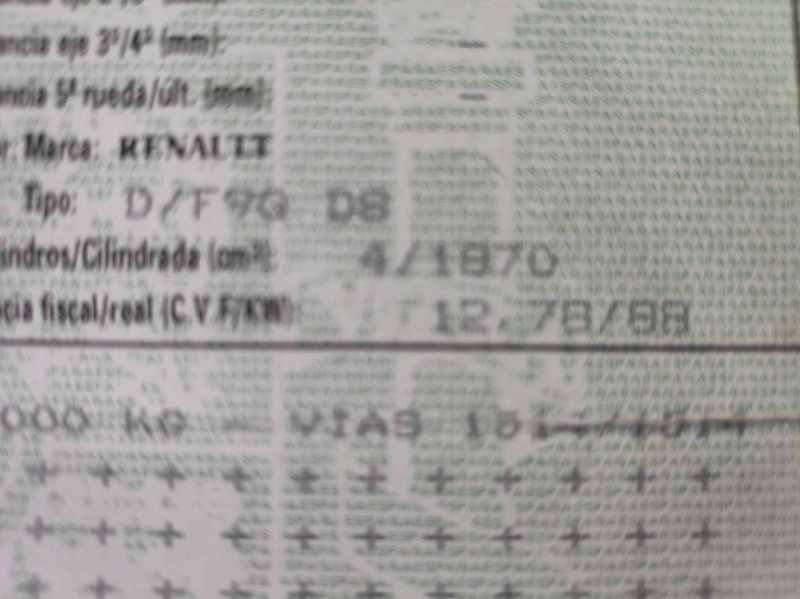 ancia eje 3º/4º (mm): —
ancia 5ª rueda/últ. (mm): —
r: Marca: RENAULT
Tipo: D/F9Q D8
indros/Cilindrada (cm³): 4/1870
cia fiscal/real (C.V.F/KW): 12,78/88
000 KG - VIAS
+ + + + + + + + + + +
+ + + + + + + + + + +
+ + + + + + + + + + +